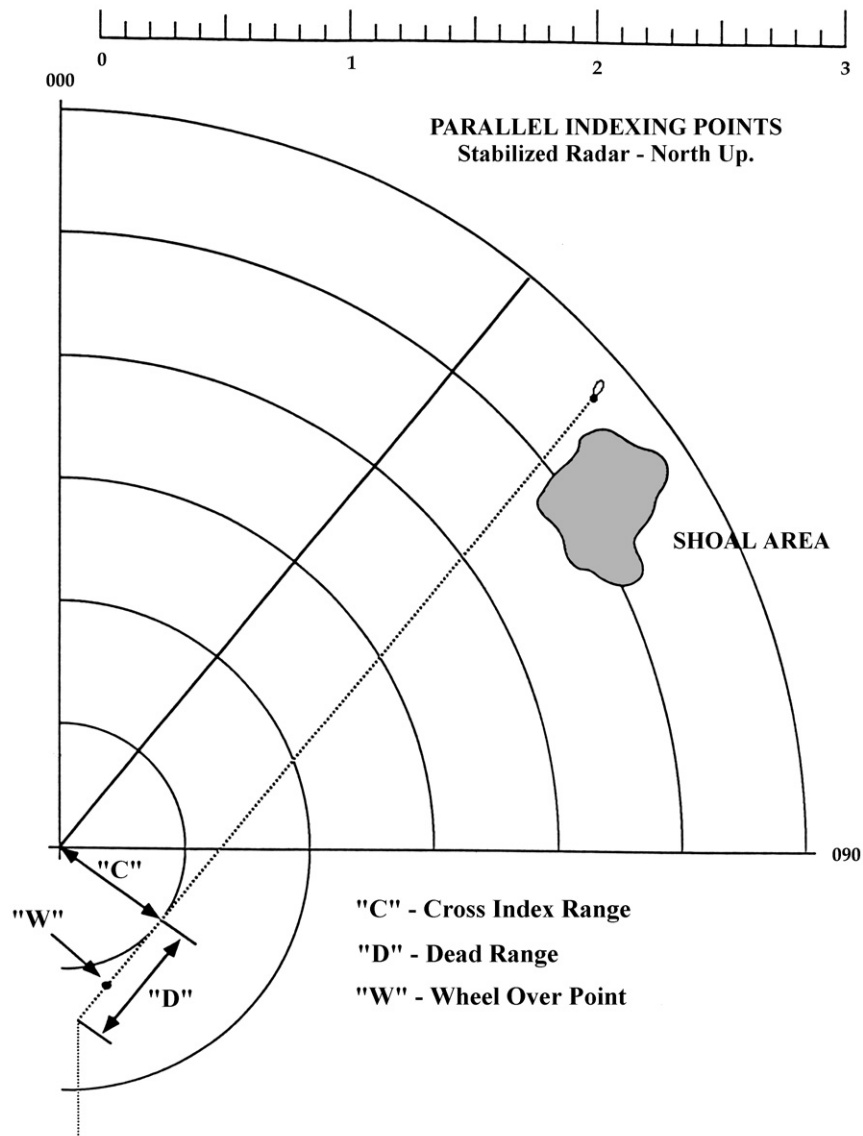 0 1 2 3
000
PARALLEL INDEXING POINTS
Stabilized Radar - North Up.
SHOAL AREA
090
"C"
"W"
"D"
"C" - Cross Index Range
"D" - Dead Range
"W" - Wheel Over Point